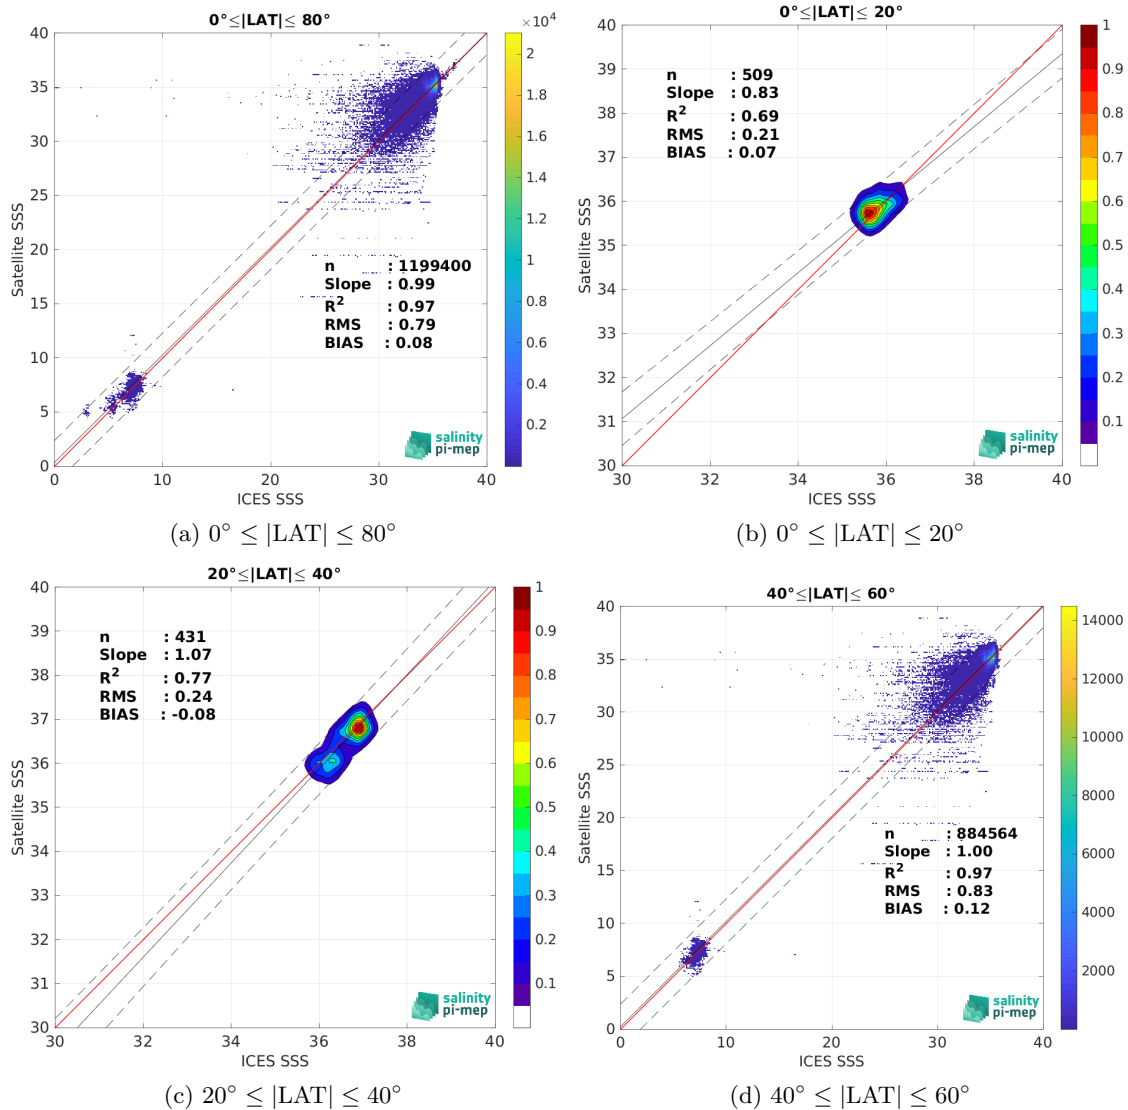 0°≤|LAT|≤ 80°
×10⁴
40
35
30
25
20
15
10
5
0
Satellite SSS
n : 1199400
Slope : 0.99
R² : 0.97
RMS : 0.79
BIAS : 0.08
salinity
pi-mep
0 10 20 30 40
ICES SSS
2
1.8
1.6
1.4
1.2
1
0.8
0.6
0.4
0.2
(a) 0° ≤ |LAT| ≤ 80°
0°≤|LAT|≤ 20°
40
39
38
37
36
35
34
33
32
31
30
Satellite SSS
n : 509
Slope : 0.83
R² : 0.69
RMS : 0.21
BIAS : 0.07
salinity
pi-mep
30 32 34 36 38 40
ICES SSS
1
0.9
0.8
0.7
0.6
0.5
0.4
0.3
0.2
0.1
(b) 0° ≤ |LAT| ≤ 20°
20°≤|LAT|≤ 40°
40
39
38
37
36
35
34
33
32
31
30
Satellite SSS
n : 431
Slope : 1.07
R² : 0.77
RMS : 0.24
BIAS : -0.08
salinity
pi-mep
30 32 34 36 38 40
ICES SSS
1
0.9
0.8
0.7
0.6
0.5
0.4
0.3
0.2
0.1
(c) 20° ≤ |LAT| ≤ 40°
40°≤|LAT|≤ 60°
40
35
30
25
20
15
10
5
0
Satellite SSS
n : 884564
Slope : 1.00
R² : 0.97
RMS : 0.83
BIAS : 0.12
salinity
pi-mep
0 10 20 30 40
ICES SSS
14000
12000
10000
8000
6000
4000
2000
(d) 40° ≤ |LAT| ≤ 60°